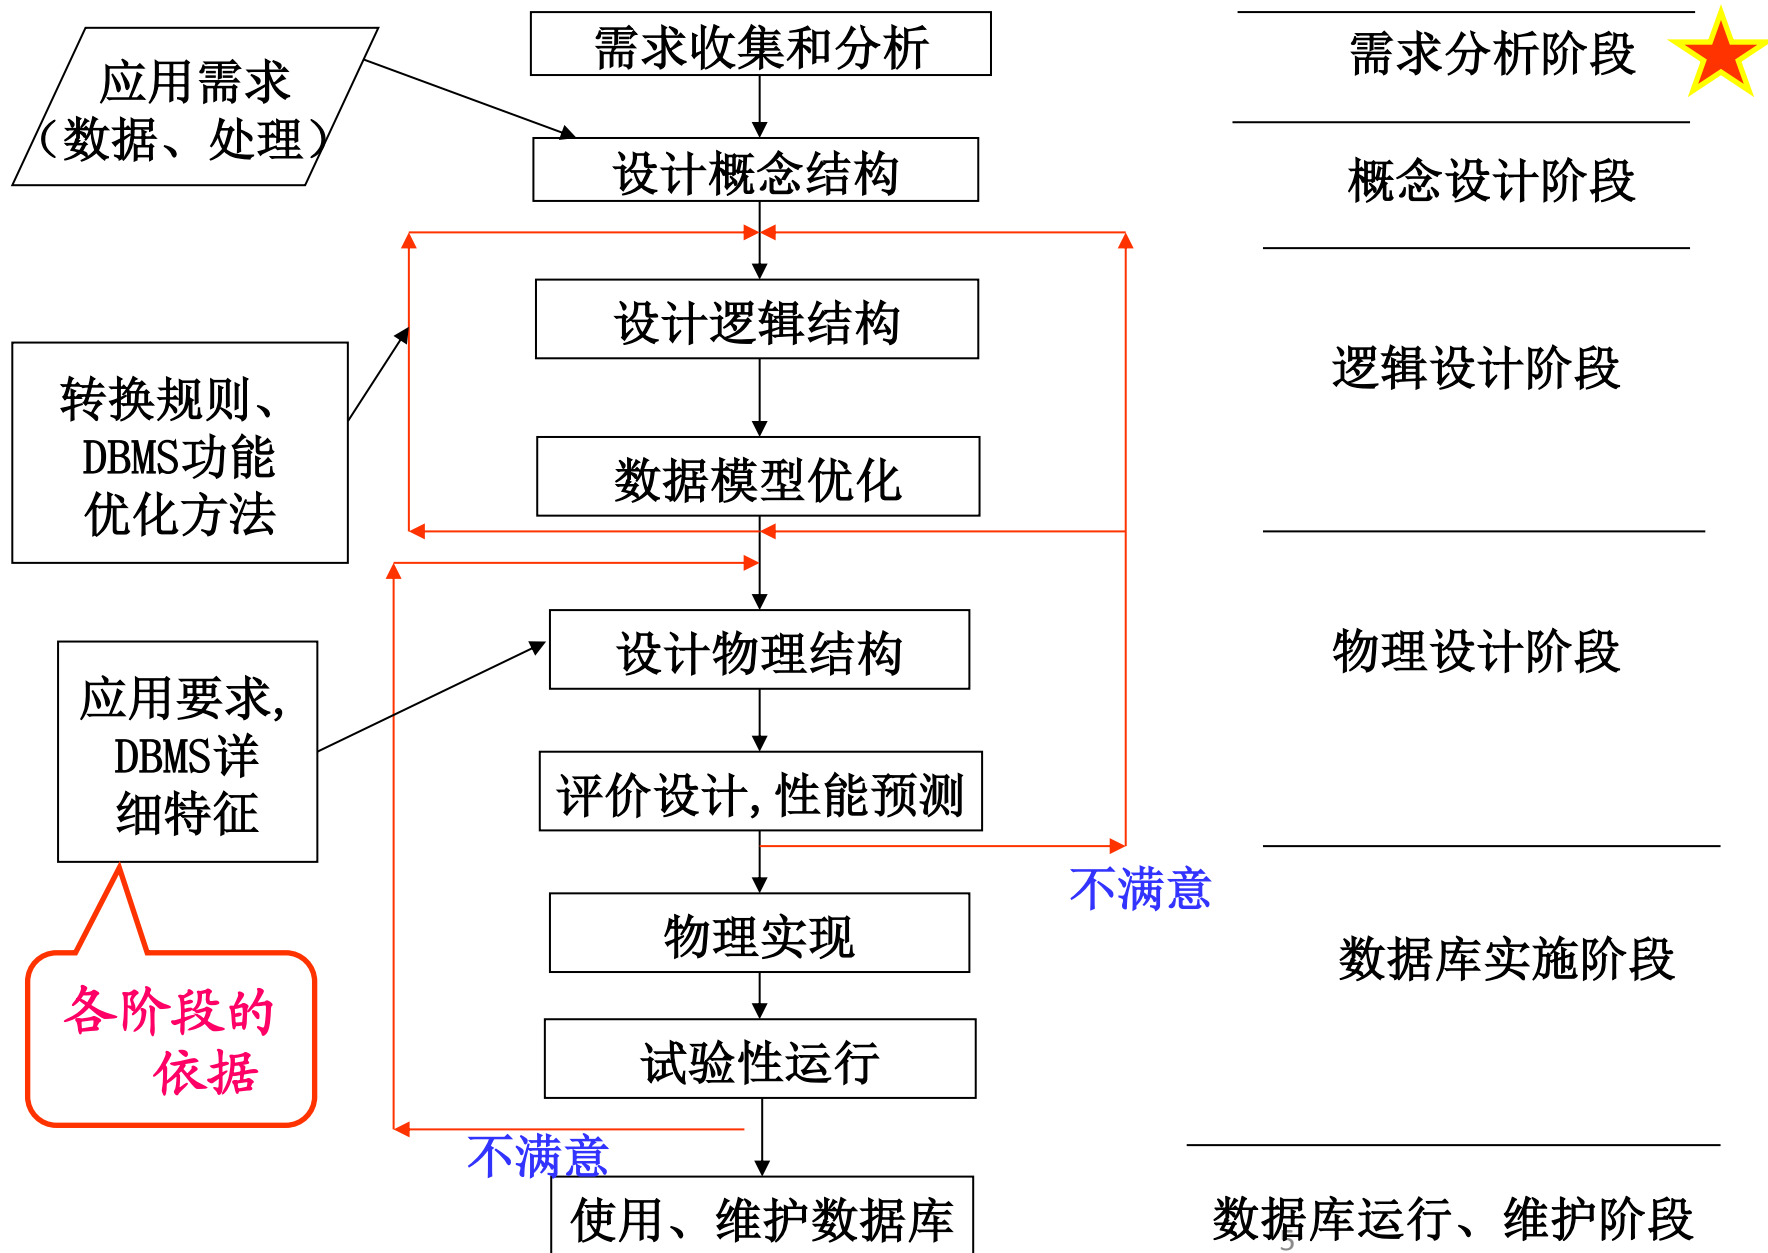 需求收集和分析
需求分析阶段
应用需求
（数据、处理）
设计概念结构
概念设计阶段
设计逻辑结构
逻辑设计阶段
转换规则、
DBMS功能
优化方法
数据模型优化
设计物理结构
物理设计阶段
应用要求,
DBMS详
细特征
评价设计,性能预测
不满意
物理实现
数据库实施阶段
各阶段的
依据
试验性运行
不满意
使用、维护数据库
数据库运行、维护阶段
5